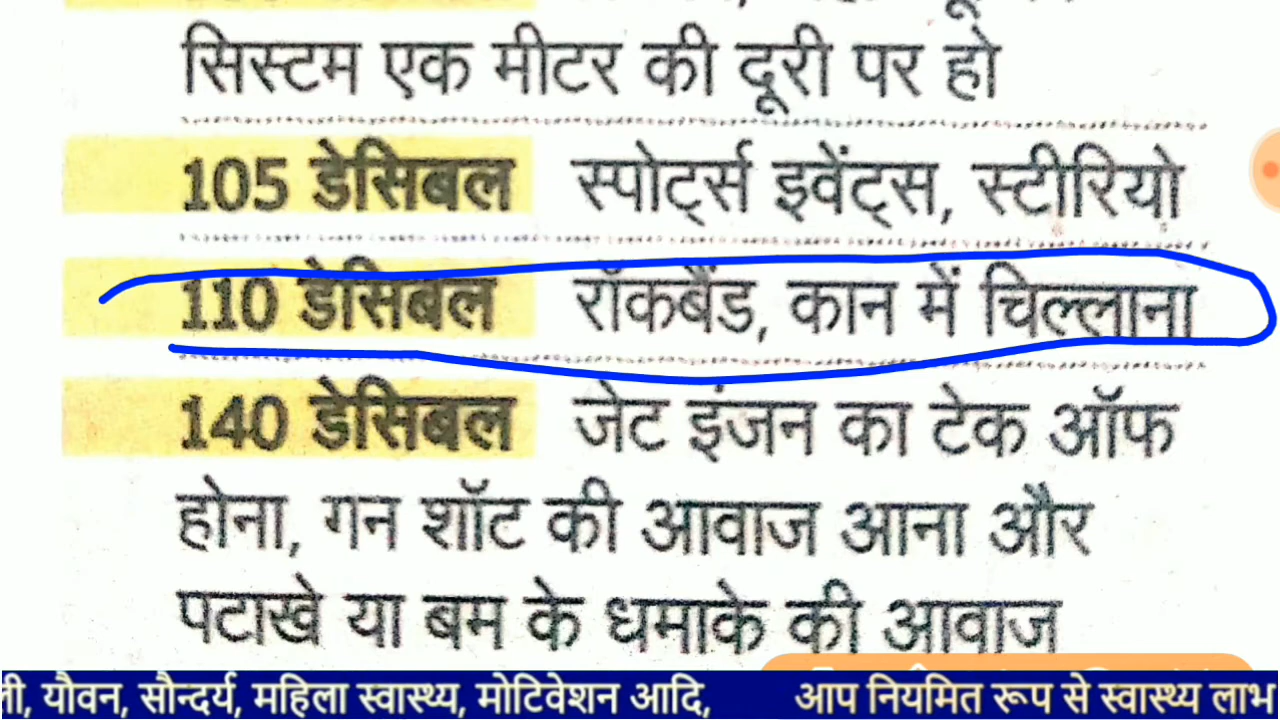 सिस्टम एक मीटर की दूरी पर हो
105 डेसिबल स्पोर्ट्स इवेंट्स, स्टीरियो
110 डेसिबल रॉकबैंड, कान में चिल्लाना
140 डेसिबल जेट इंजन का टेक ऑफ
होना, गन शॉट की आवाज आना और
पटाखे या बम के धमाके की आवाज
यौवन, सौन्दर्य, महिला स्वास्थ्य, मोटिवेशन आदि, आप नियमित रूप से स्वास्थ्य लाभ